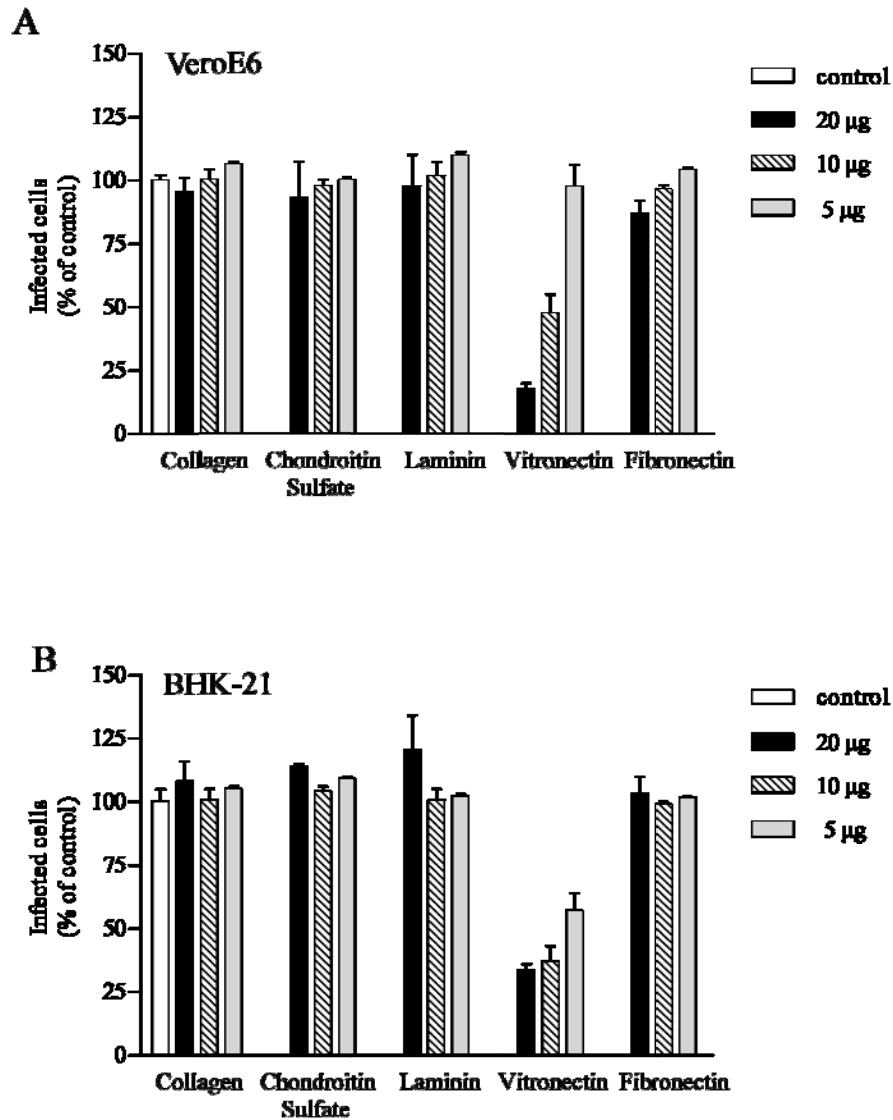 A
VeroE6
150
125
100
75
50
25
0
Infected cells
(% of control)
Collagen
Chondroitin
Sulfate
Laminin
Vitronectin
Fibronectin
control
20 µg
10 µg
5 µg
B
BHK-21
150
125
100
75
50
25
0
Infected cells
(% of control)
Collagen
Chondroitin
Sulfate
Laminin
Vitronectin
Fibronectin
control
20 µg
10 µg
5 µg